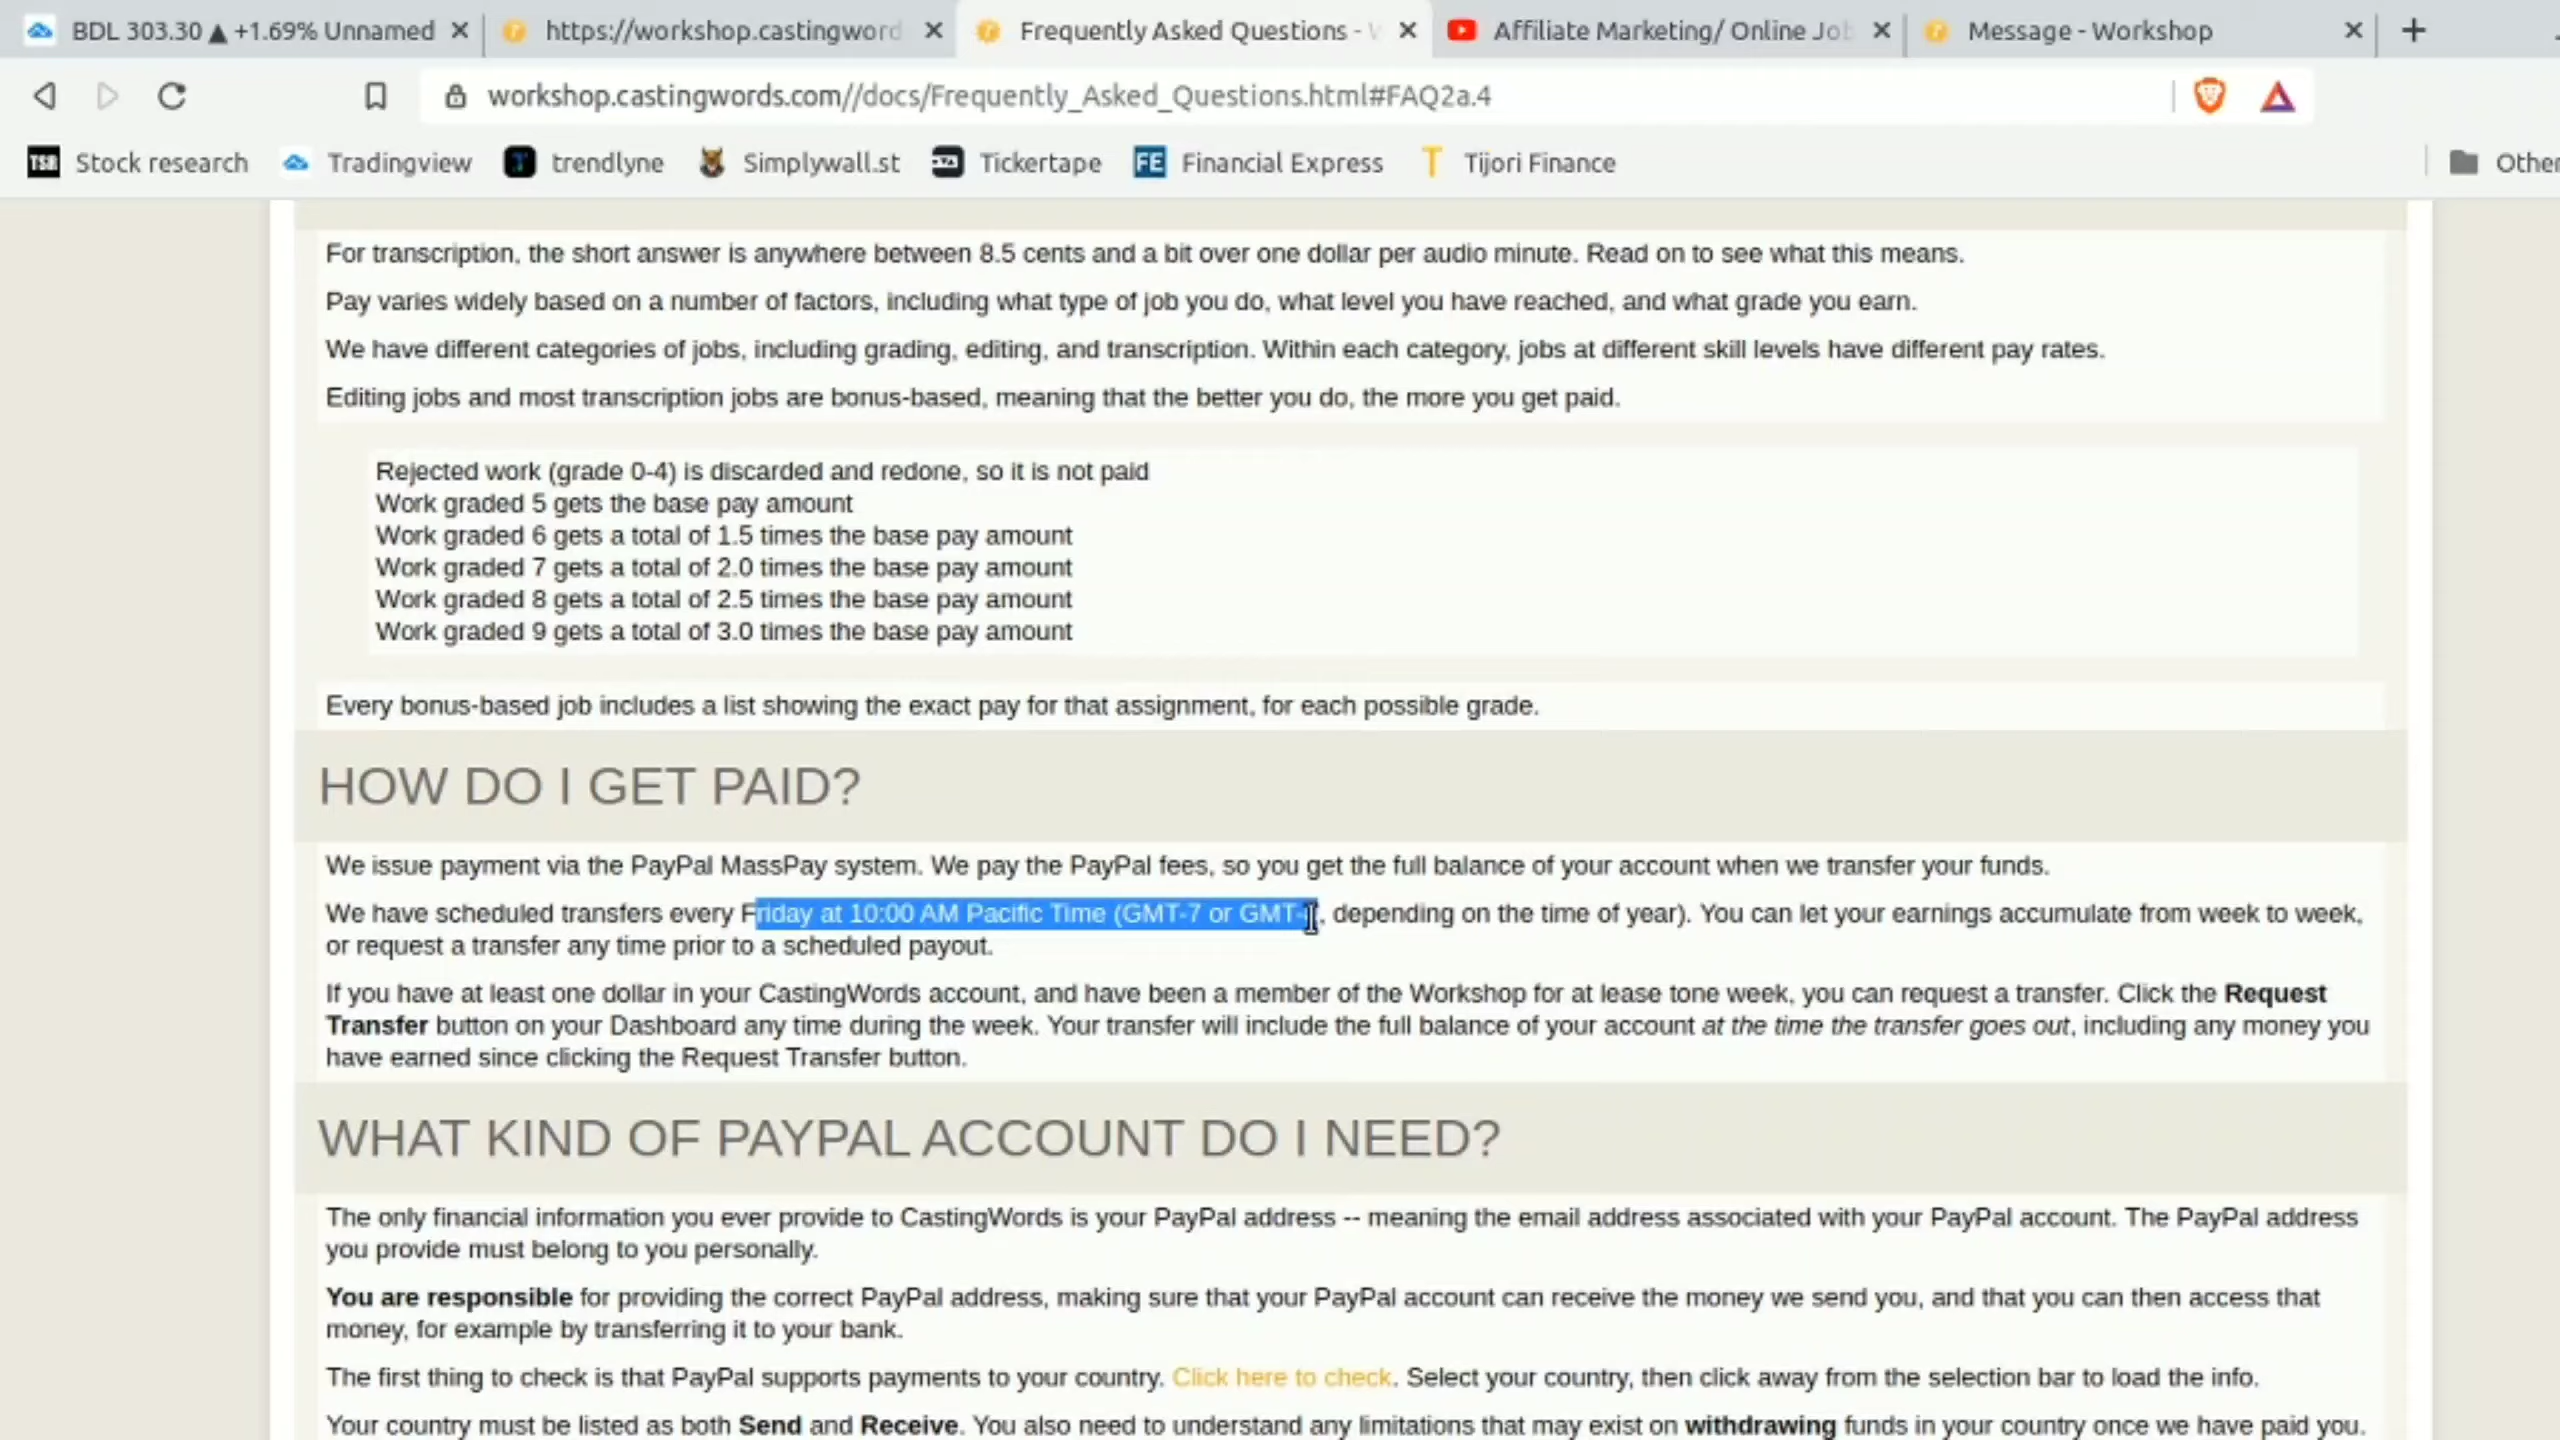 BDL 303.30 ▲ +1.69% Unnamed
https://workshop.castingword
Frequently Asked Questions - W
Affiliate Marketing/ Online Job
Message - Workshop
workshop.castingwords.com//docs/Frequently_Asked_Questions.html#FAQ2a.4
TSR Stock research
Tradingview
trendlyne
Simplywall.st
Tickertape
FE Financial Express
Tijori Finance
Other
For transcription, the short answer is anywhere between 8.5 cents and a bit over one dollar per audio minute. Read on to see what this means.
Pay varies widely based on a number of factors, including what type of job you do, what level you have reached, and what grade you earn.
We have different categories of jobs, including grading, editing, and transcription. Within each category, jobs at different skill levels have different pay rates.
Editing jobs and most transcription jobs are bonus-based, meaning that the better you do, the more you get paid.
Rejected work (grade 0-4) is discarded and redone, so it is not paid
Work graded 5 gets the base pay amount
Work graded 6 gets a total of 1.5 times the base pay amount
Work graded 7 gets a total of 2.0 times the base pay amount
Work graded 8 gets a total of 2.5 times the base pay amount
Work graded 9 gets a total of 3.0 times the base pay amount
Every bonus-based job includes a list showing the exact pay for that assignment, for each possible grade.
HOW DO I GET PAID?
We issue payment via the PayPal MassPay system. We pay the PayPal fees, so you get the full balance of your account when we transfer your funds.
We have scheduled transfers every Friday at 10:00 AM Pacific Time (GMT-7 or GMT- , depending on the time of year). You can let your earnings accumulate from week to week,
or request a transfer any time prior to a scheduled payout.
If you have at least one dollar in your CastingWords account, and have been a member of the Workshop for at lease tone week, you can request a transfer. Click the Request
Transfer button on your Dashboard any time during the week. Your transfer will include the full balance of your account at the time the transfer goes out, including any money you
have earned since clicking the Request Transfer button.
WHAT KIND OF PAYPAL ACCOUNT DO I NEED?
The only financial information you ever provide to CastingWords is your PayPal address -- meaning the email address associated with your PayPal account. The PayPal address
you provide must belong to you personally.
You are responsible for providing the correct PayPal address, making sure that your PayPal account can receive the money we send you, and that you can then access that
money, for example by transferring it to your bank.
The first thing to check is that PayPal supports payments to your country. Click here to check. Select your country, then click away from the selection bar to load the info.
Your country must be listed as both Send and Receive. You also need to understand any limitations that may exist on withdrawing funds in your country once we have paid you.